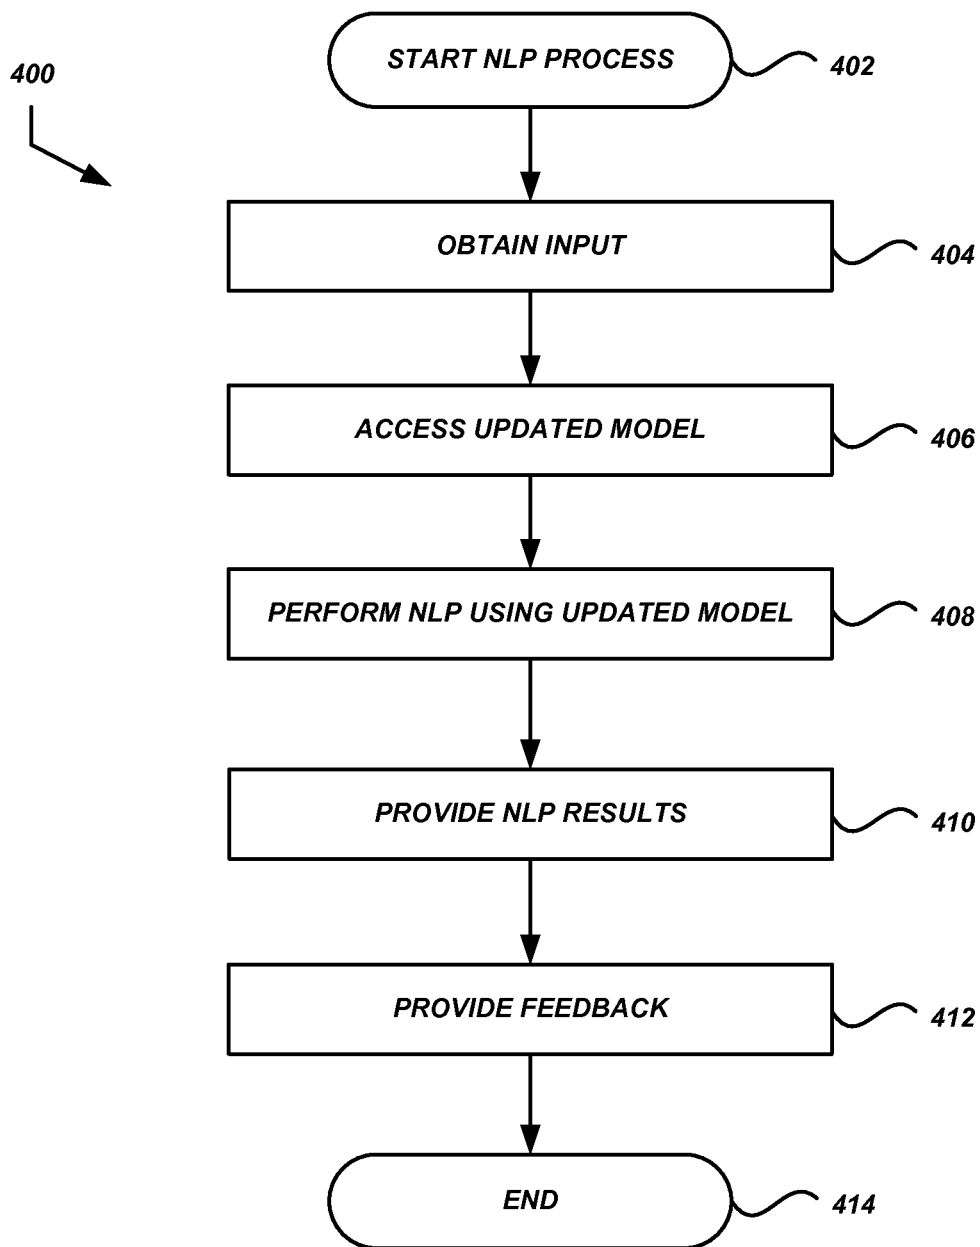 START NLP PROCESS
402
400
OBTAIN INPUT
404
ACCESS UPDATED MODEL
406
PERFORM NLP USING UPDATED MODEL
408
PROVIDE NLP RESULTS
410
PROVIDE FEEDBACK
412
END
414